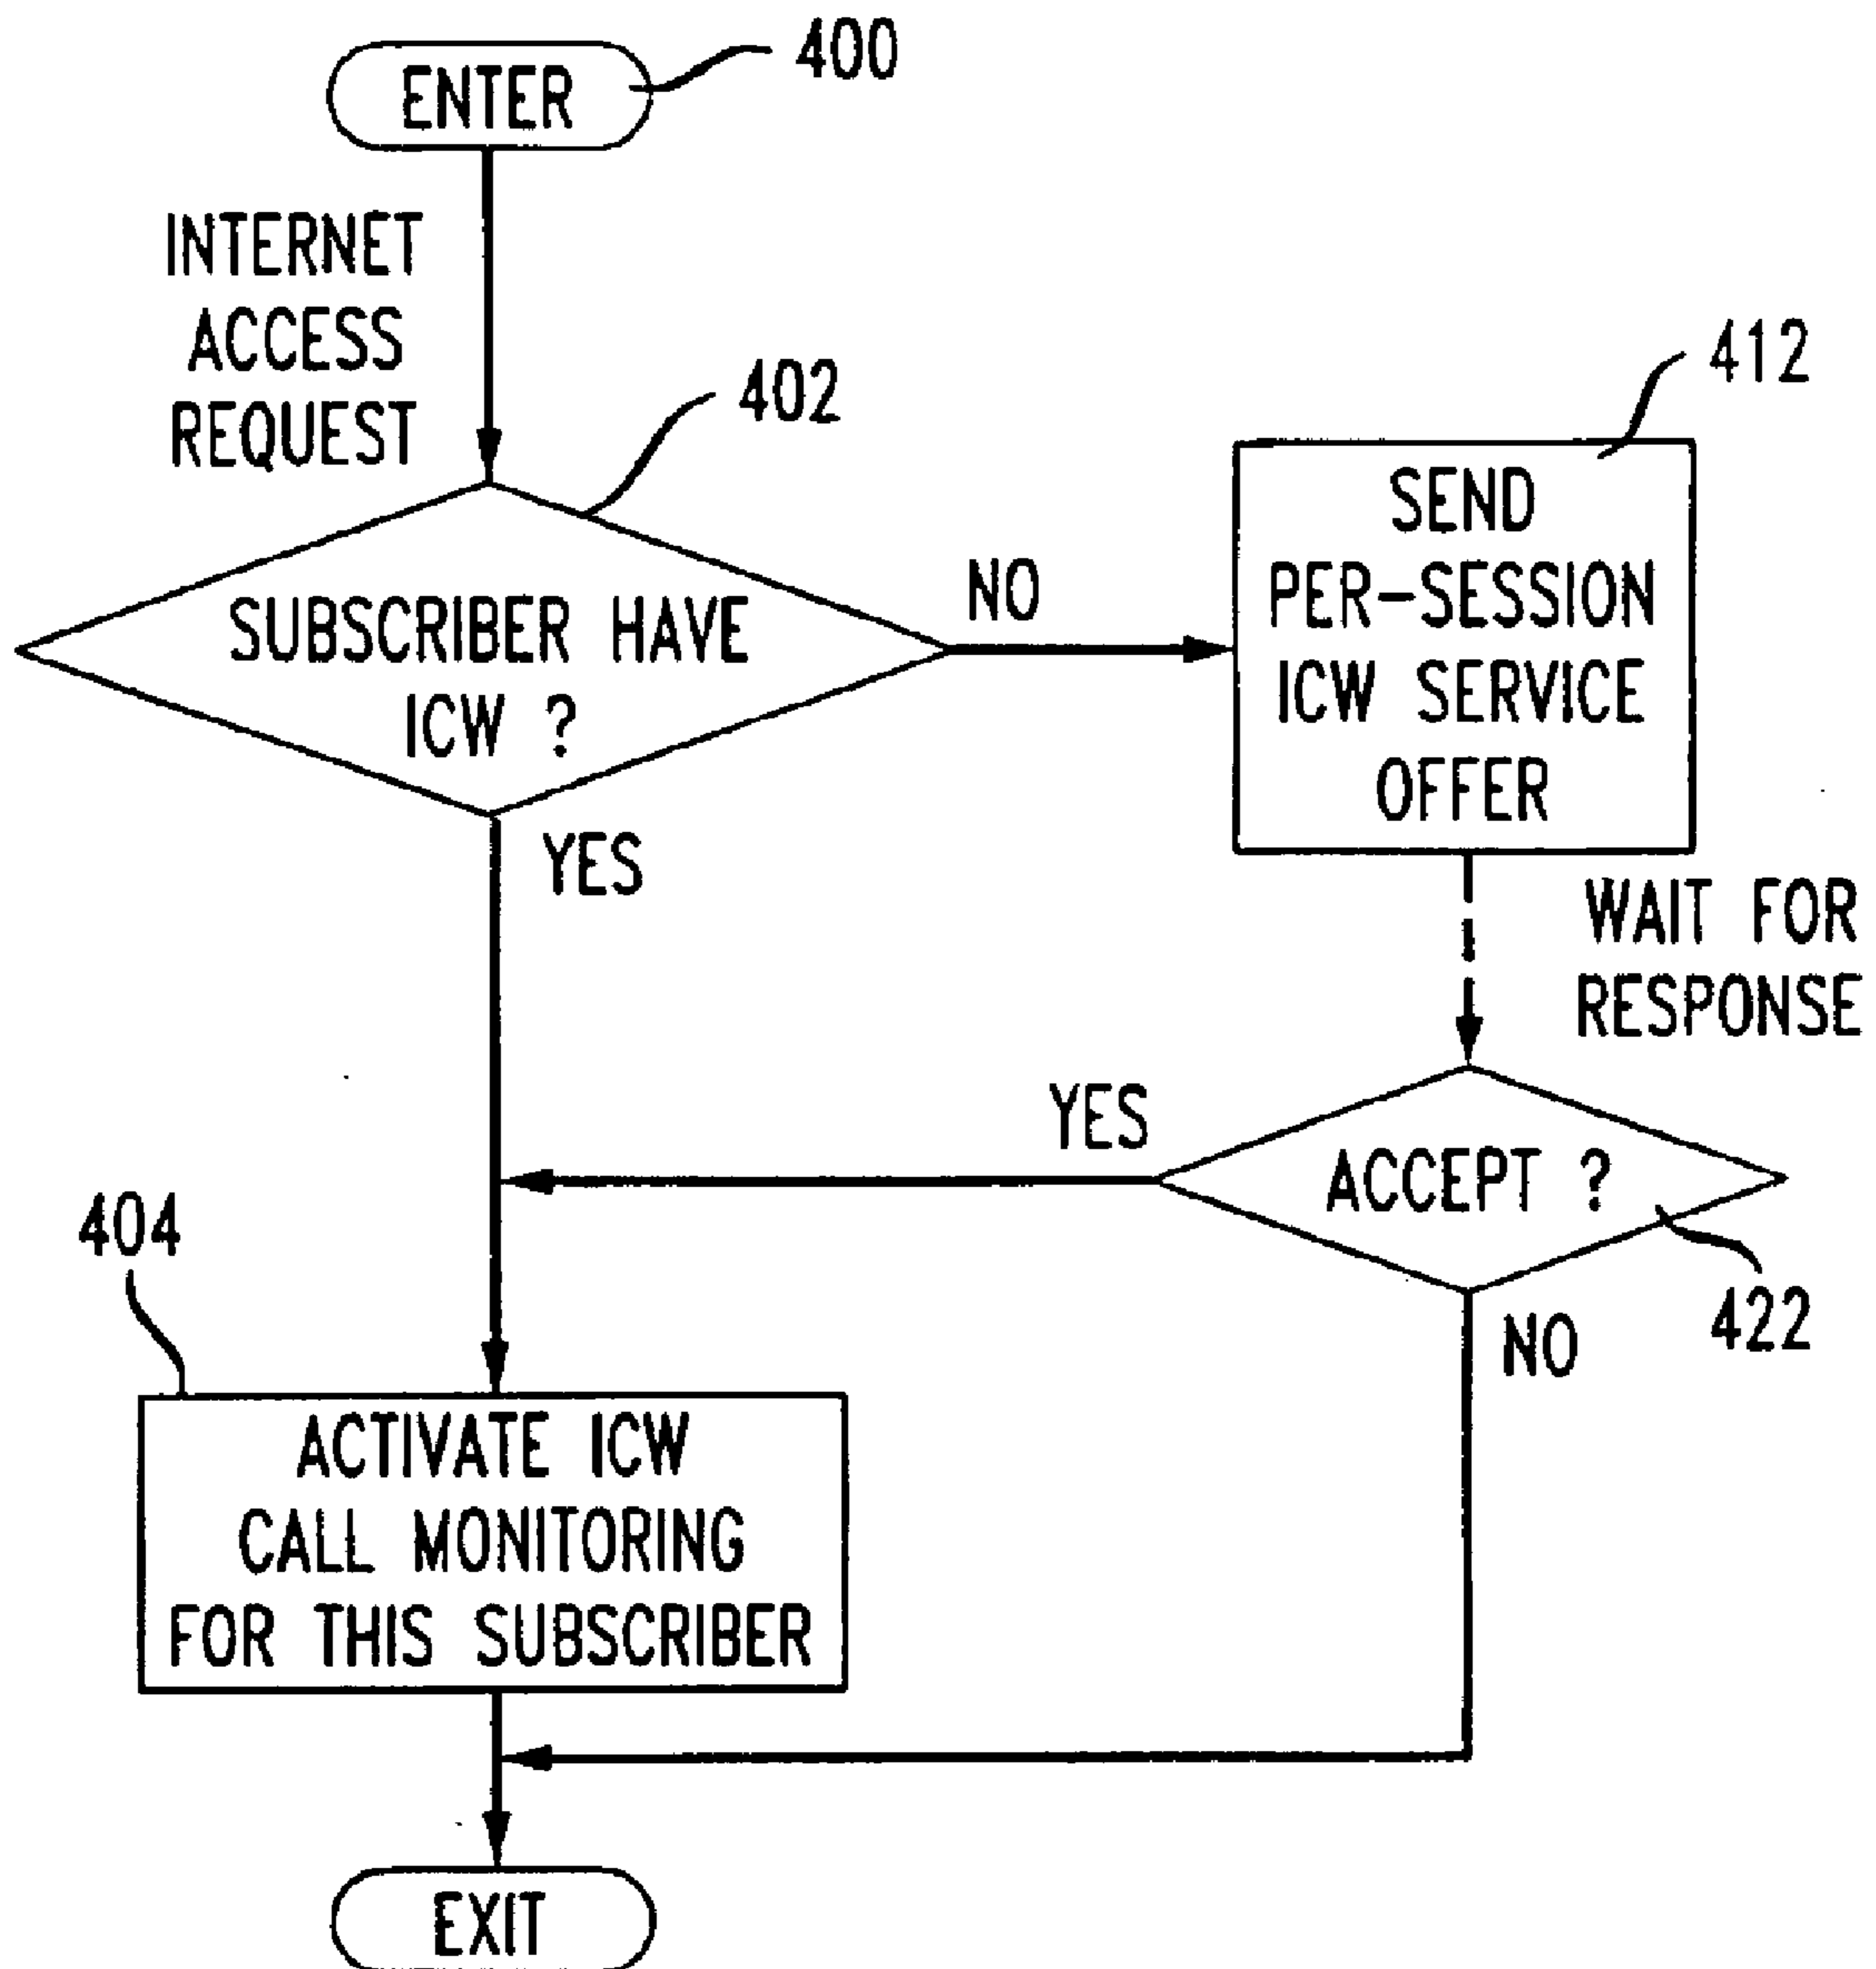 ENTER
400
INTERNET
ACCESS
REQUEST
402
SUBSCRIBER HAVE
ICW ?
NO
412
SEND
PER-SESSION
ICW SERVICE
OFFER
YES
WAIT FOR
RESPONSE
YES
ACCEPT ?
422
NO
404
ACTIVATE ICW
CALL MONITORING
FOR THIS SUBSCRIBER
EXIT